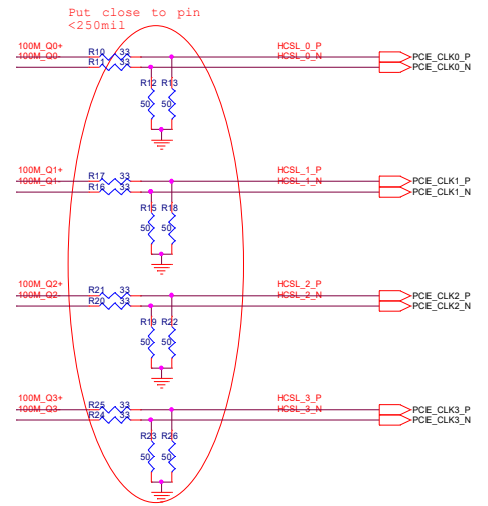 Put close to pin
<250mil
100M_Q0+ R10 33 HCSL_0_P PCIE_CLK0_P
100M_Q0- R11 33 HCSL_0_N PCIE_CLK0_N
R12 R13
50 50
100M_Q1+ R17 33 HCSL_1_P PCIE_CLK1_P
100M_Q1- R16 33 HCSL_1_N PCIE_CLK1_N
R15 R18
50 50
100M_Q2+ R21 33 HCSL_2_P PCIE_CLK2_P
100M_Q2- R20 33 HCSL_2_N PCIE_CLK2_N
R19 R22
50 50
100M_Q3+ R25 33 HCSL_3_P PCIE_CLK3_P
100M_Q3- R24 33 HCSL_3_N PCIE_CLK3_N
R23 R26
50 50